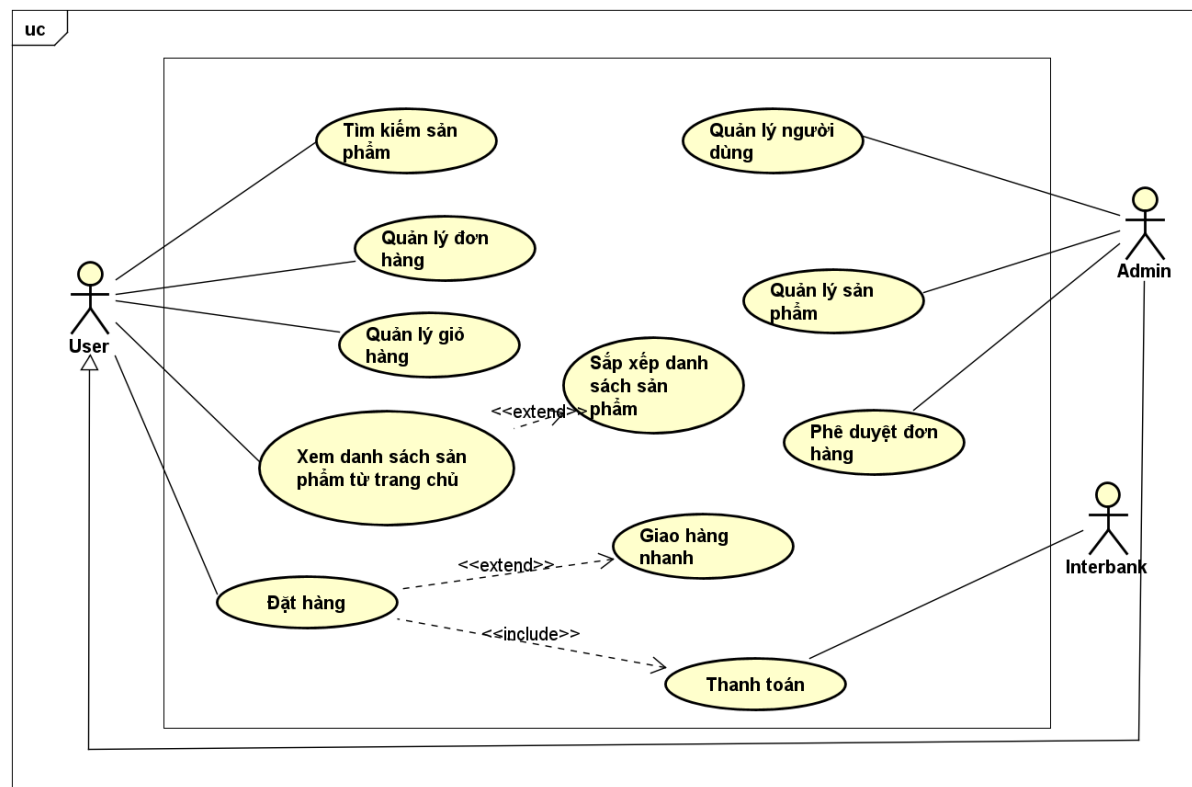 uc
Tìm kiếm sản
phẩm
Quản lý người
dùng
Quản lý đơn
hàng
Admin
Quản lý sản
phẩm
User
Quản lý giỏ
hàng
Sắp xếp danh
sách sản
phẩm
<<extend>>
Xem danh sách sản
phẩm từ trang chủ
Phê duyệt đơn
hàng
Giao hàng
nhanh
<<extend>>
Interbank
Đặt hàng
<<include>>
Thanh toán